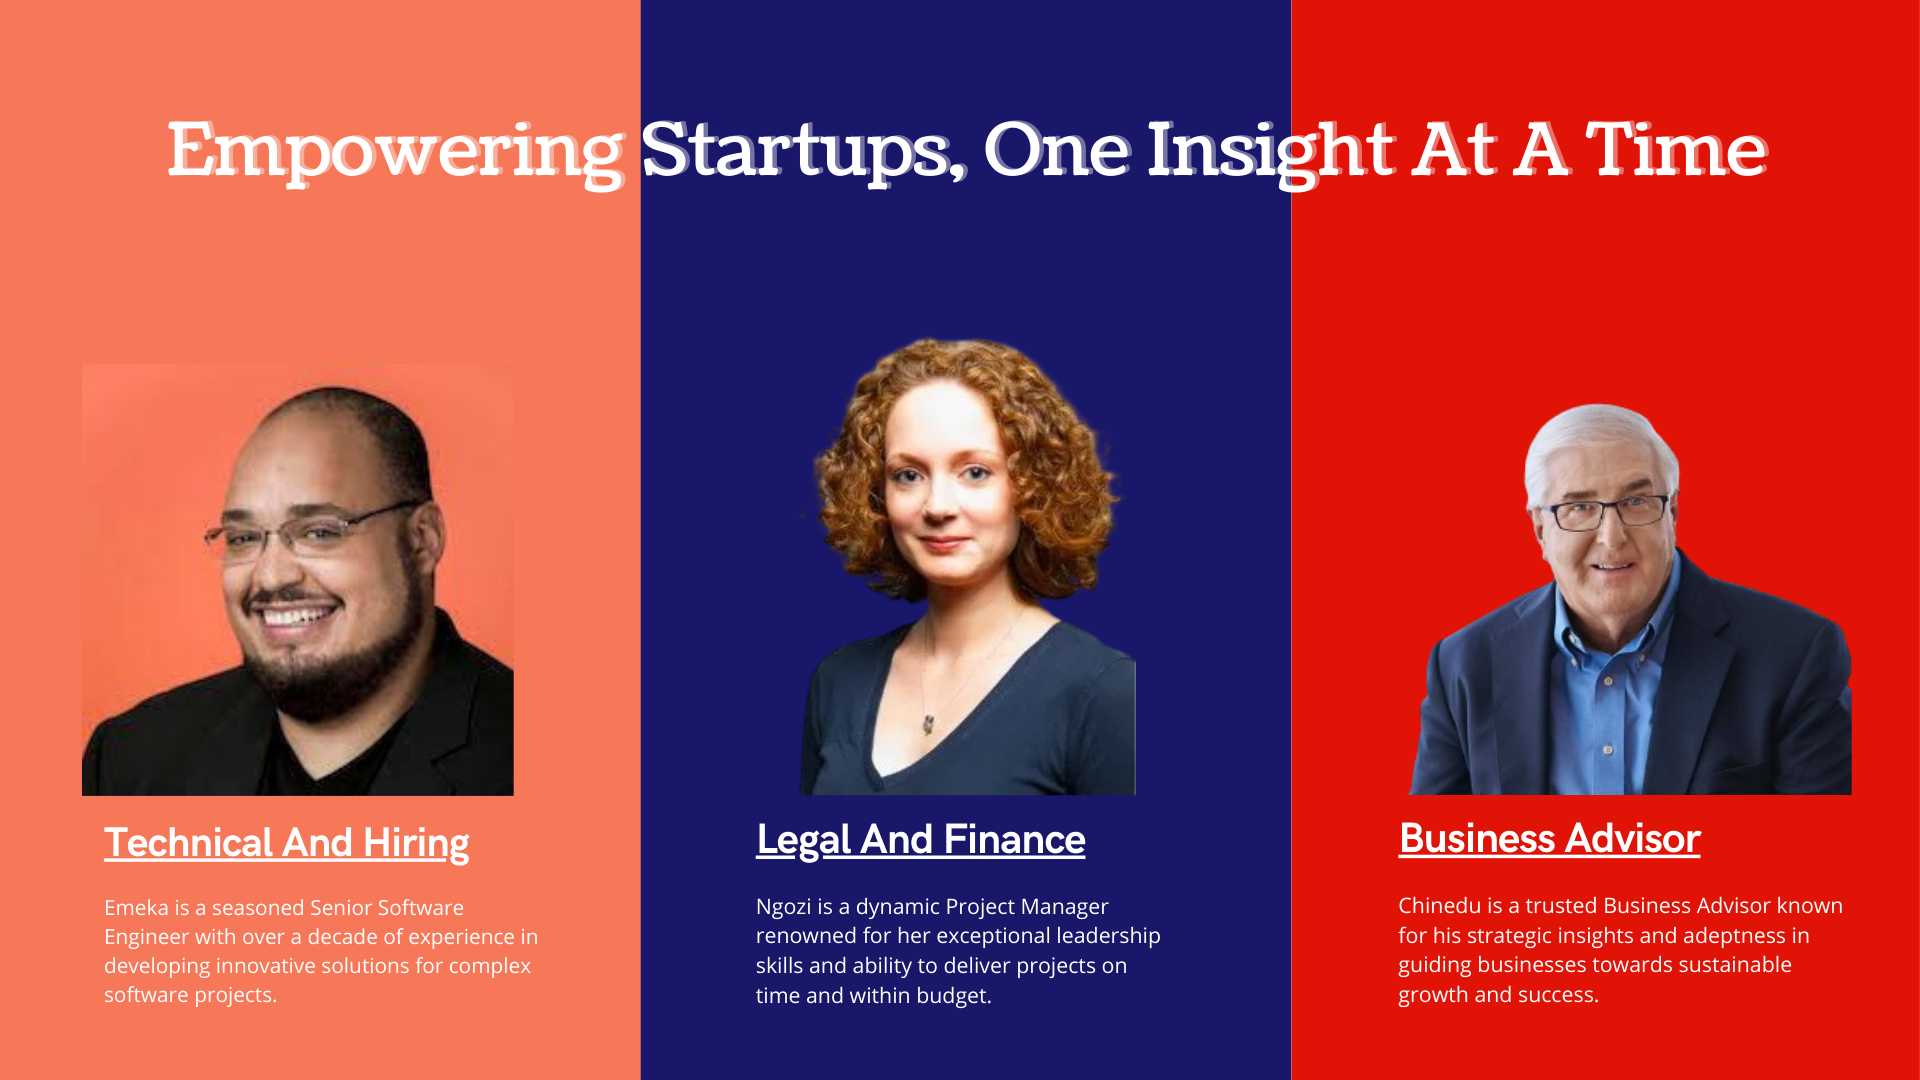 Empowering Startups, One Insight At A Time
Technical And Hiring
Emeka is a seasoned Senior Software
Engineer with over a decade of experience in
developing innovative solutions for complex
software projects.
Legal And Finance
Ngozi is a dynamic Project Manager
renowned for her exceptional leadership
skills and ability to deliver projects on
time and within budget.
Business Advisor
Chinedu is a trusted Business Advisor known
for his strategic insights and adeptness in
guiding businesses towards sustainable
growth and success.